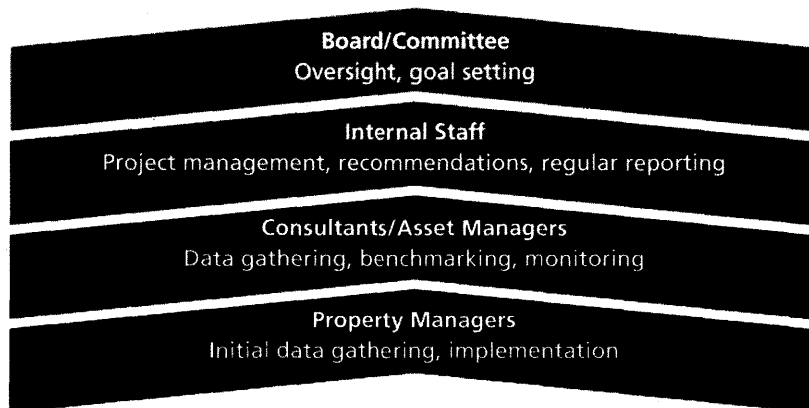 Board/Committee
Oversight, goal setting
Internal Staff
Project management, recommendations, regular reporting
Consultants/Asset Managers
Data gathering, benchmarking, monitoring
Property Managers
Initial data gathering, implementation